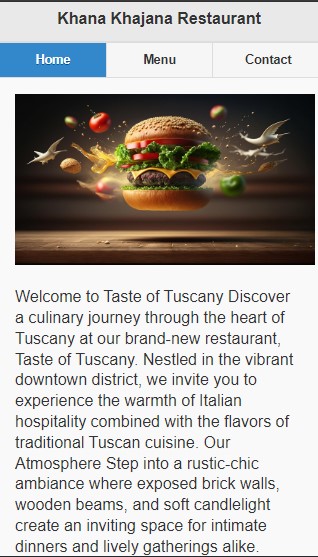 Khana Khajana Restaurant
Home Menu Contact
Welcome to Taste of Tuscany Discover
a culinary journey through the heart of
Tuscany at our brand-new restaurant,
Taste of Tuscany. Nestled in the vibrant
downtown district, we invite you to
experience the warmth of Italian
hospitality combined with the flavors of
traditional Tuscan cuisine. Our
Atmosphere Step into a rustic-chic
ambiance where exposed brick walls,
wooden beams, and soft candlelight
create an inviting space for intimate
dinners and lively gatherings alike.